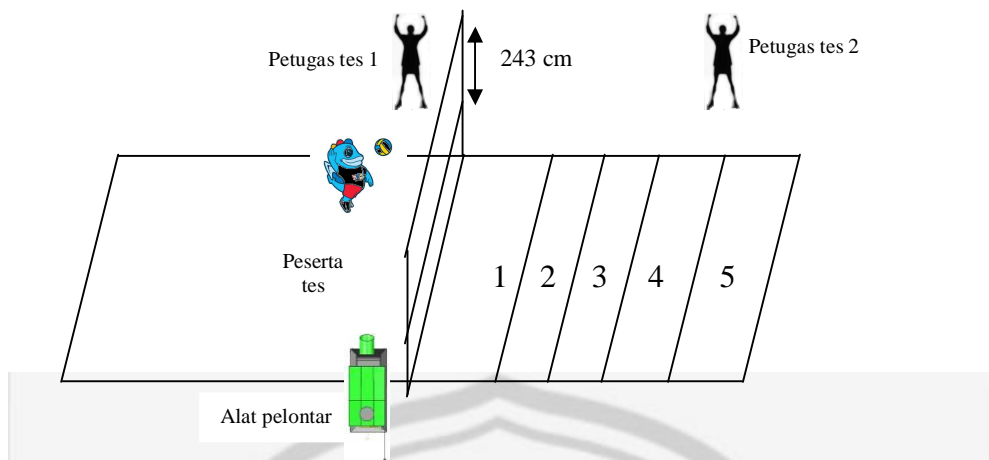 Petugas tes 1
243 cm
Petugas tes 2
Peserta
tes
1 2 3 4 5
Alat pelontar